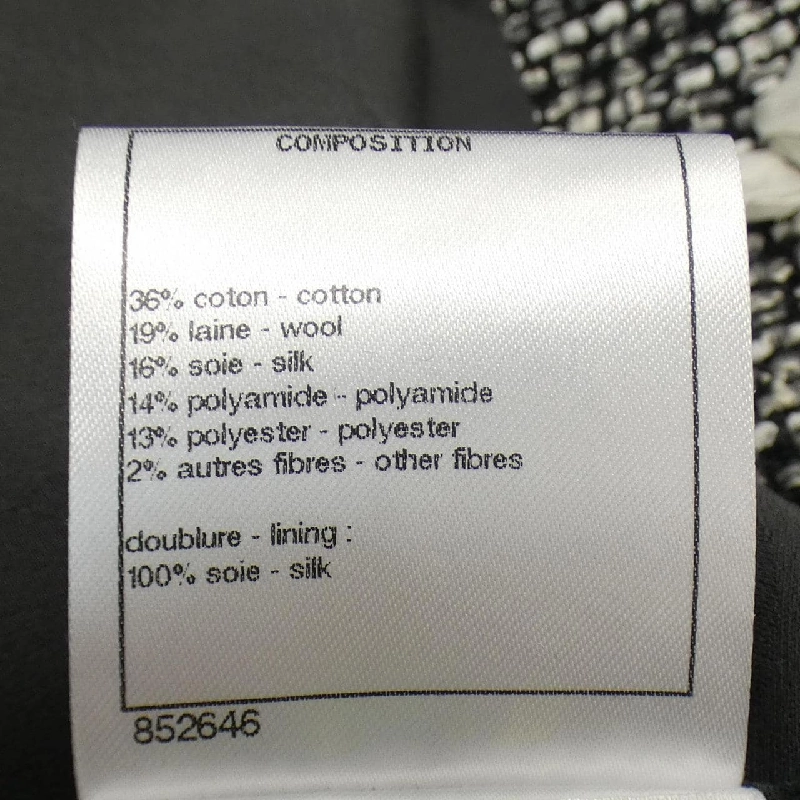 COMPOSITION
36% coton - cotton
19% laine - wool
16% soie - silk
14% polyamide - polyamide
13% polyester - polyester
2% autres fibres - other fibres
doublure - lining :
100% soie - silk
852646